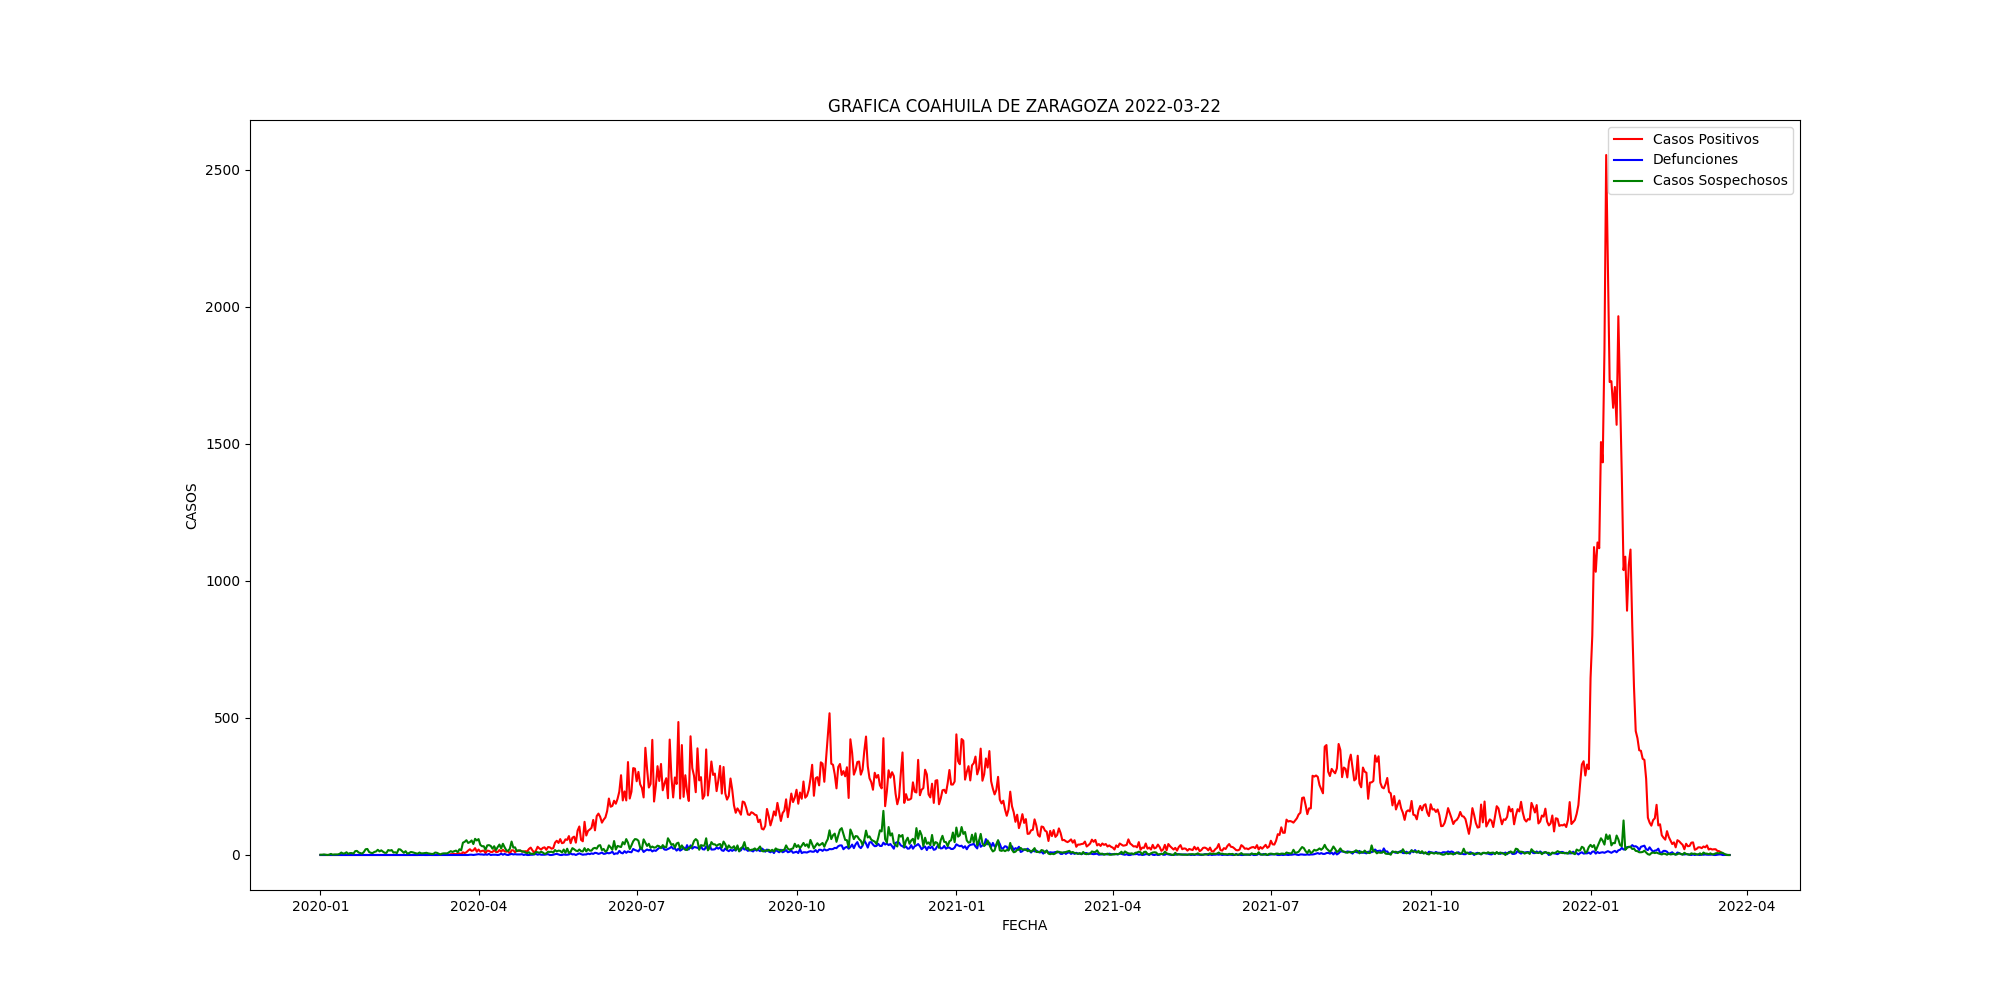 GRAFICA COAHUILA DE ZARAGOZA 2022-03-22
Casos Positivos
Defunciones
Casos Sospechosos
2500
2000
1500
1000
500
0
CASOS
2020-01
2020-04
2020-07
2020-10
2021-01
2021-04
2021-07
2021-10
2022-01
2022-04
FECHA